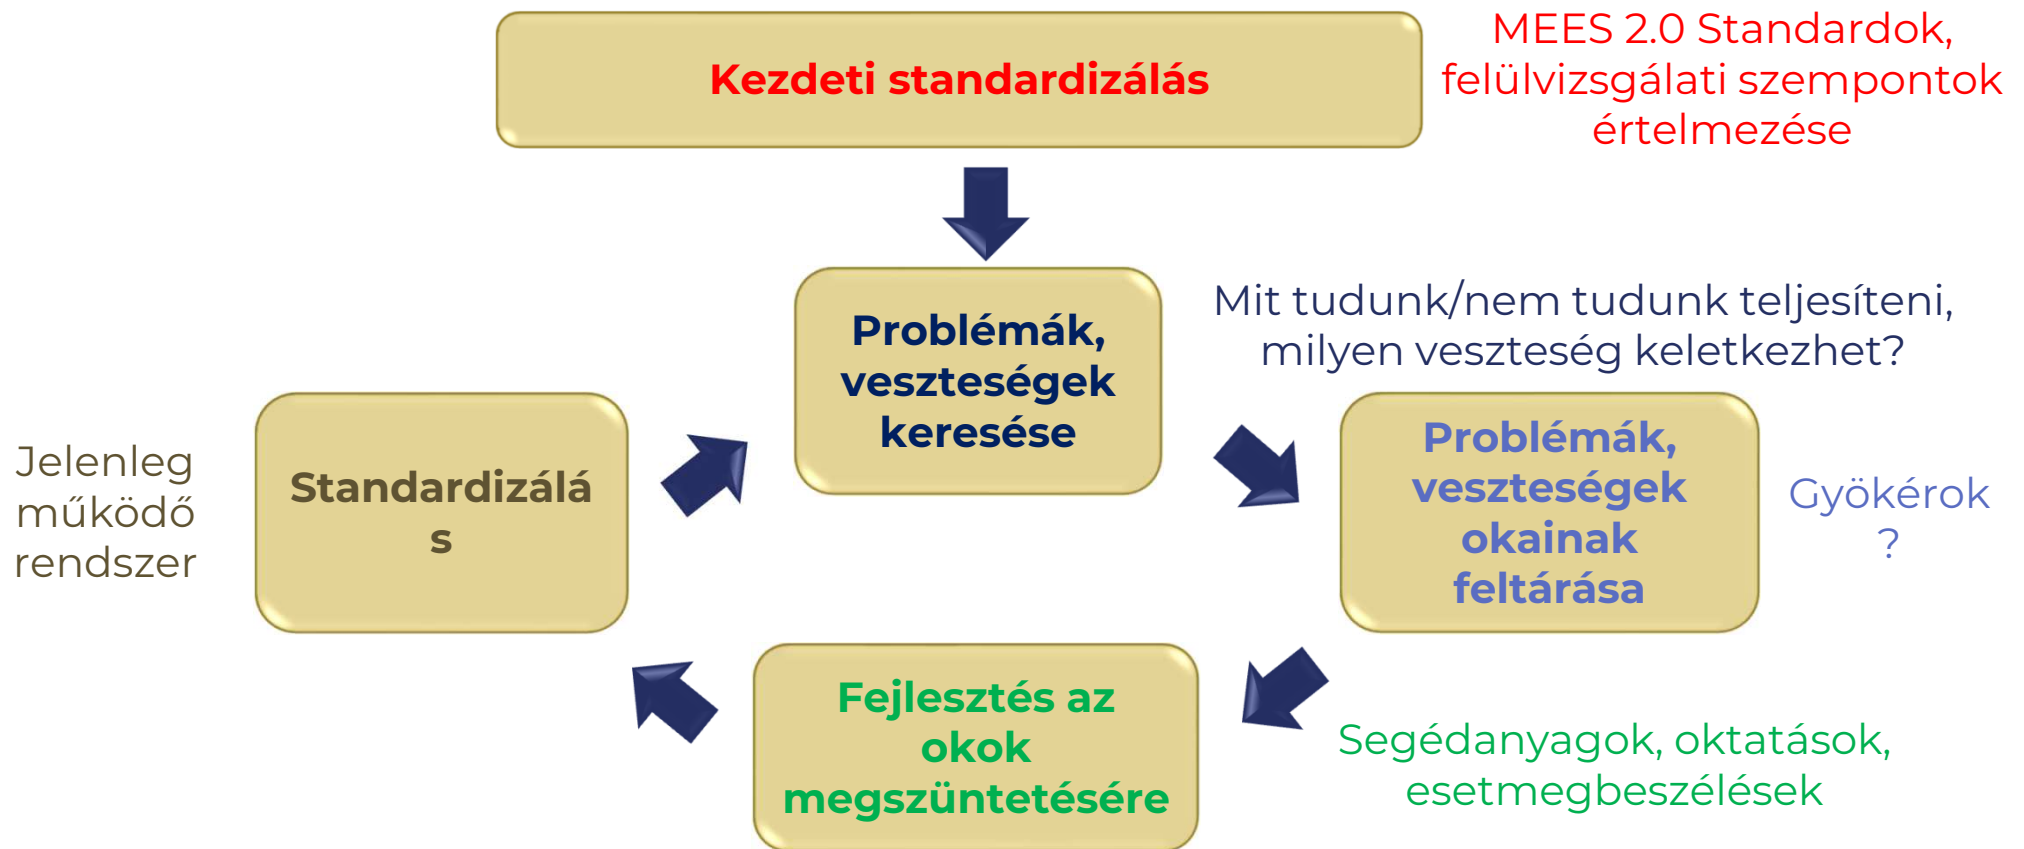 Kezdeti standardizálás
MEES 2.0 Standardok,
felülvizsgálati szempontok
értelmezése
Problémák,
veszteségek
keresése
Mit tudunk/nem tudunk teljesíteni,
milyen veszteség keletkezhet?
Problémák,
veszteségek
okainak
feltárása
Gyökérok
?
Fejlesztés az
okok
megszüntetésére
Segédanyagok, oktatások,
esetmegbeszélések
Standardizálá
s
Jelenleg
működő
rendszer